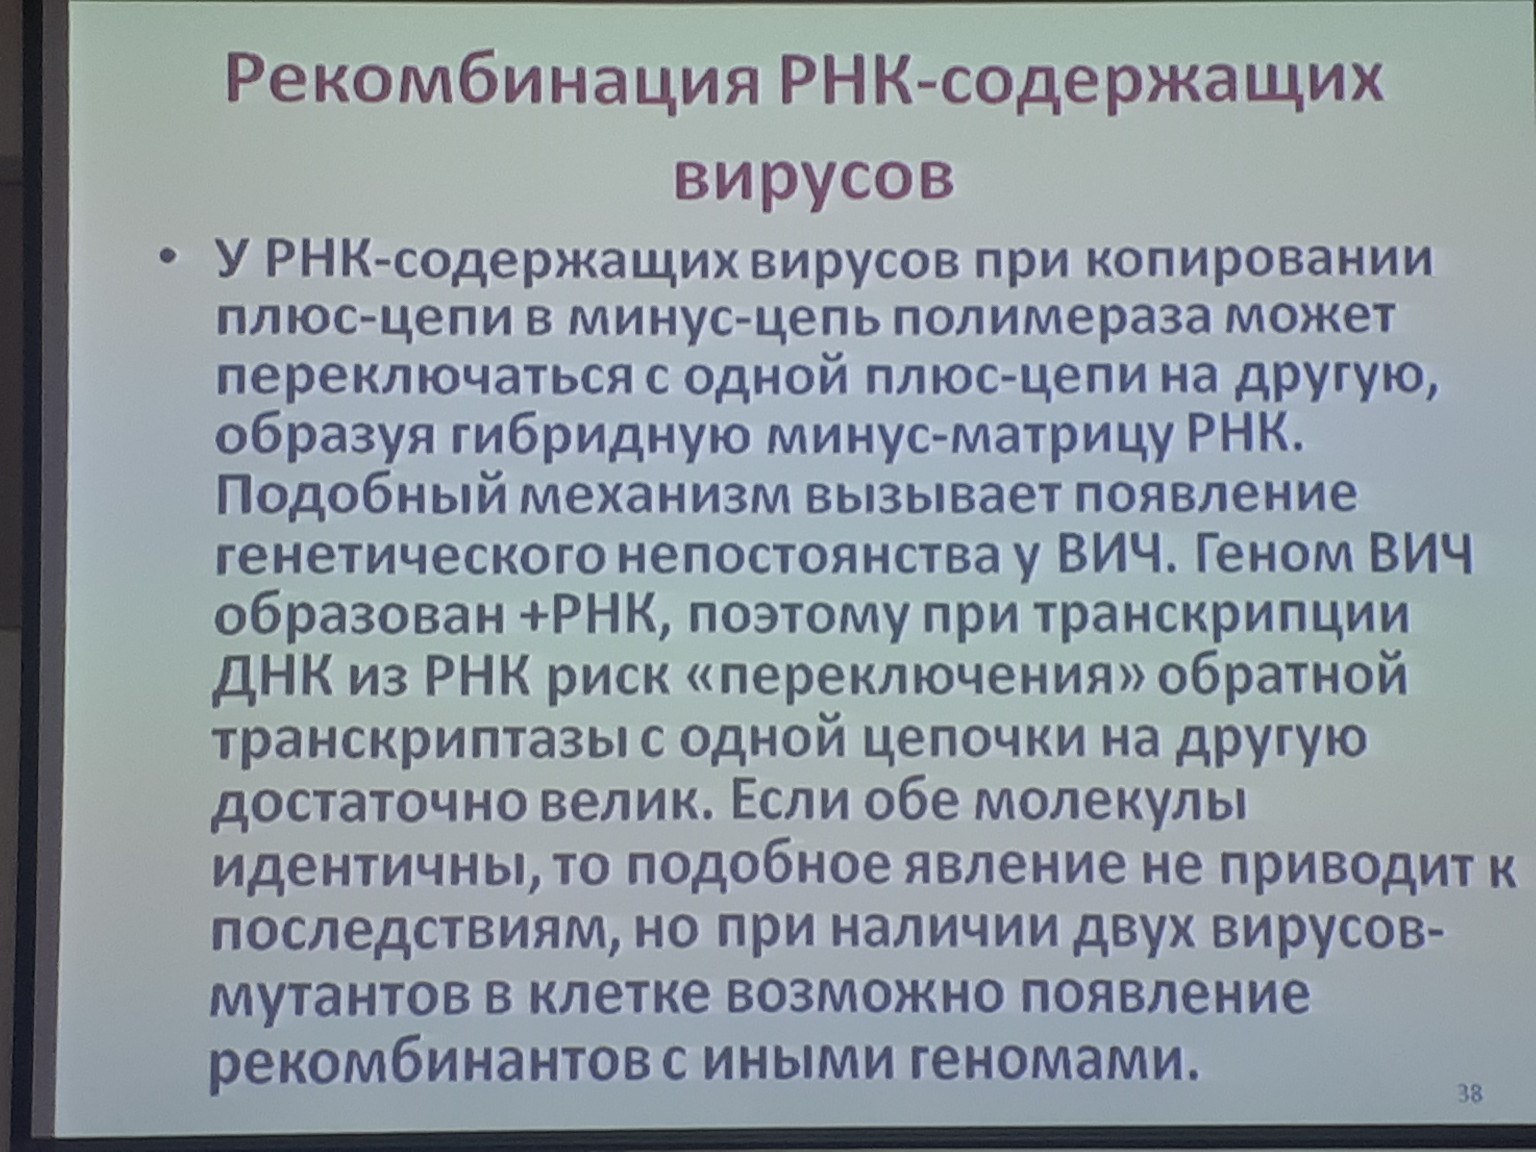 Рекомбинация РНК-содержащих
вирусов
• У РНК-содержащих вирусов при копировании
плюс-цепи в минус-цепь полимераза может
переключаться с одной плюс-цепи на другую,
образуя гибридную минус-матрицу РНК.
Подобный механизм вызывает появление
генетического непостоянства у ВИЧ. Геном ВИЧ
образован +РНК, поэтому при транскрипции
ДНК из РНК риск «переключения» обратной
транскриптазы с одной цепочки на другую
достаточно велик. Если обе молекулы
идентичны, то подобное явление не приводит к
последствиям, но при наличии двух вирусов-
мутантов в клетке возможно появление
рекомбинантов с иными геномами.
38